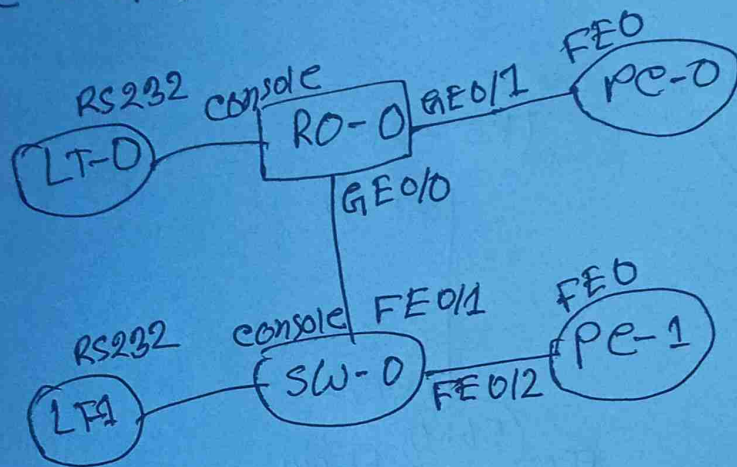 FE0
RS232 console GE0/1 PC-0
LT-0 RO-0
GE0/0
FE0
RS232 console FE0/1 PC-1
LT1 SW-0 FE0/2